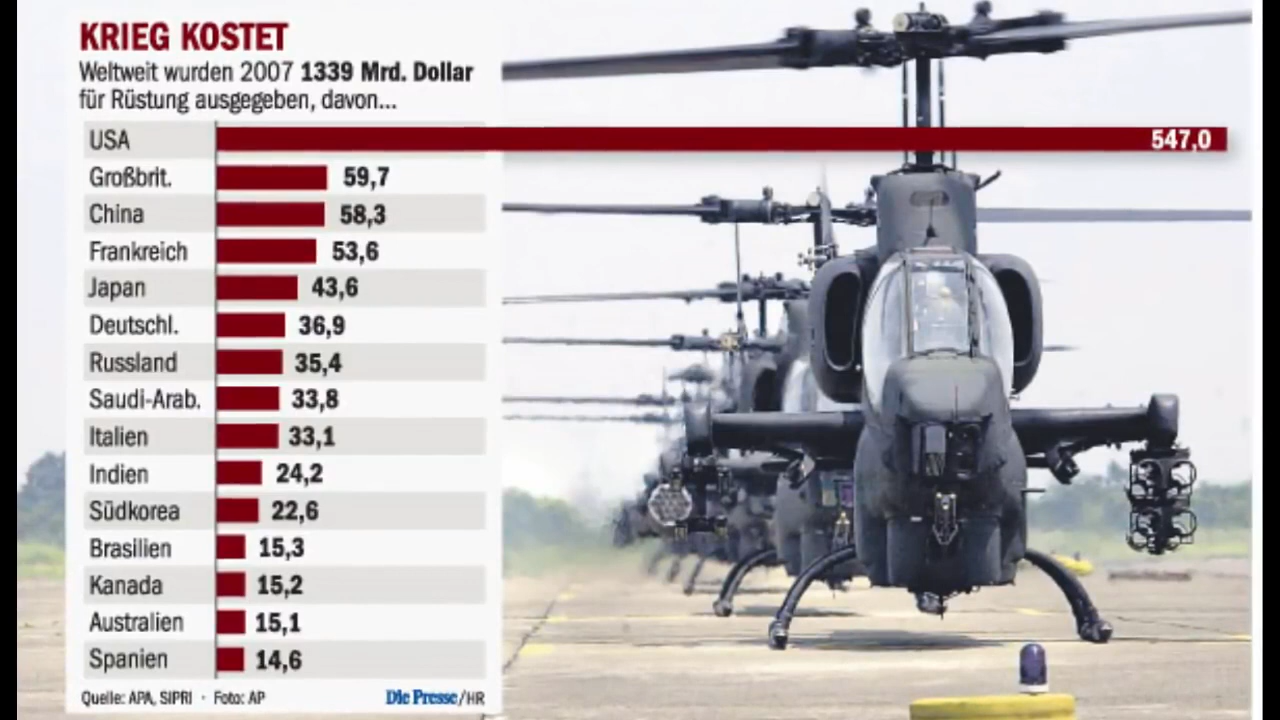 KRIEG KOSTET
Weltweit wurden 2007 1339 Mrd. Dollar
für Rüstung ausgegeben, davon...
USA 547,0
Großbrit. 59,7
China 58,3
Frankreich 53,6
Japan 43,6
Deutschl. 36,9
Russland 35,4
Saudi-Arab. 33,8
Italien 33,1
Indien 24,2
Südkorea 22,6
Brasilien 15,3
Kanada 15,2
Australien 15,1
Spanien 14,6
Quelle: APA, SIPRI · Foto: AP Die Presse/HR